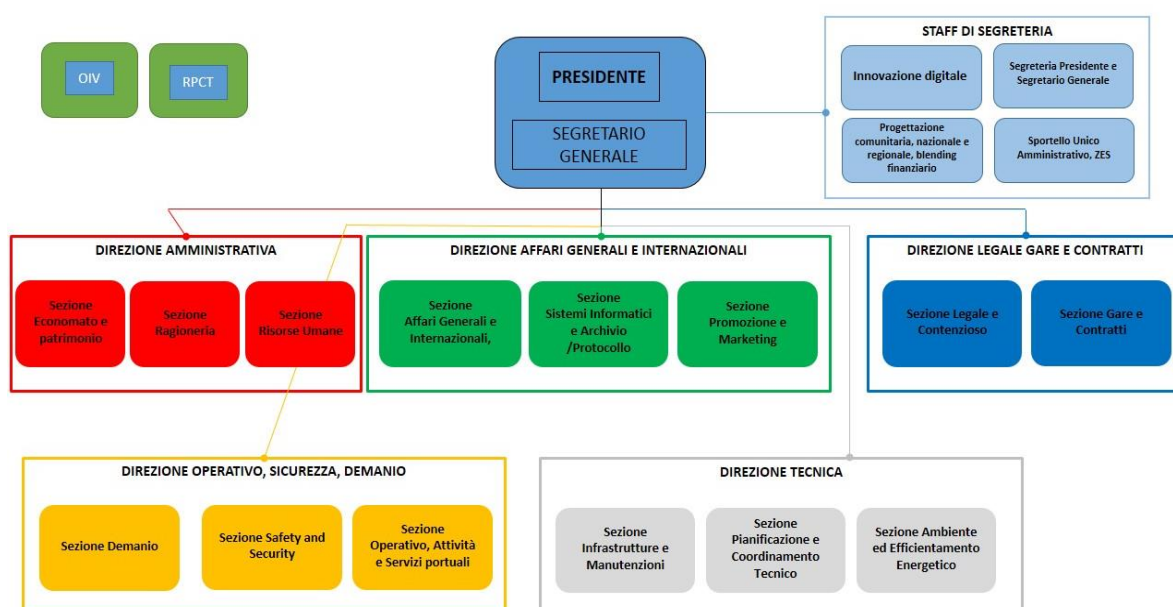 OIV
RPCT
PRESIDENTE
SEGRETARIO
GENERALE
STAFF DI SEGRETERIA
Innovazione digitale
Segreteria Presidente e
Segretario Generale
Progettazione
comunitaria, nazionale e
regionale, blending
finanziario
Sportello Unico
Amministrativo, ZES
DIREZIONE AMMINISTRATIVA
Sezione
Economato e
patrimonio
Sezione
Ragioneria
Sezione
Risorse Umane
DIREZIONE AFFARI GENERALI E INTERNAZIONALI
Sezione
Affari Generali e
Internazionali,
Sezione
Sistemi Informatici
e Archivio
/Protocollo
Sezione
Promozione e
Marketing
DIREZIONE LEGALE GARE E CONTRATTI
Sezione Legale e
Contenzioso
Sezione Gare e
Contratti
DIREZIONE OPERATIVO, SICUREZZA, DEMANIO
Sezione Demanio
Sezione Safety and
Security
Sezione
Operativo, Attività
e Servizi portuali
DIREZIONE TECNICA
Sezione
Infrastrutture e
Manutenzioni
Sezione
Pianificazione e
Coordinamento
Tecnico
Sezione Ambiente
ed Efficientamento
Energetico